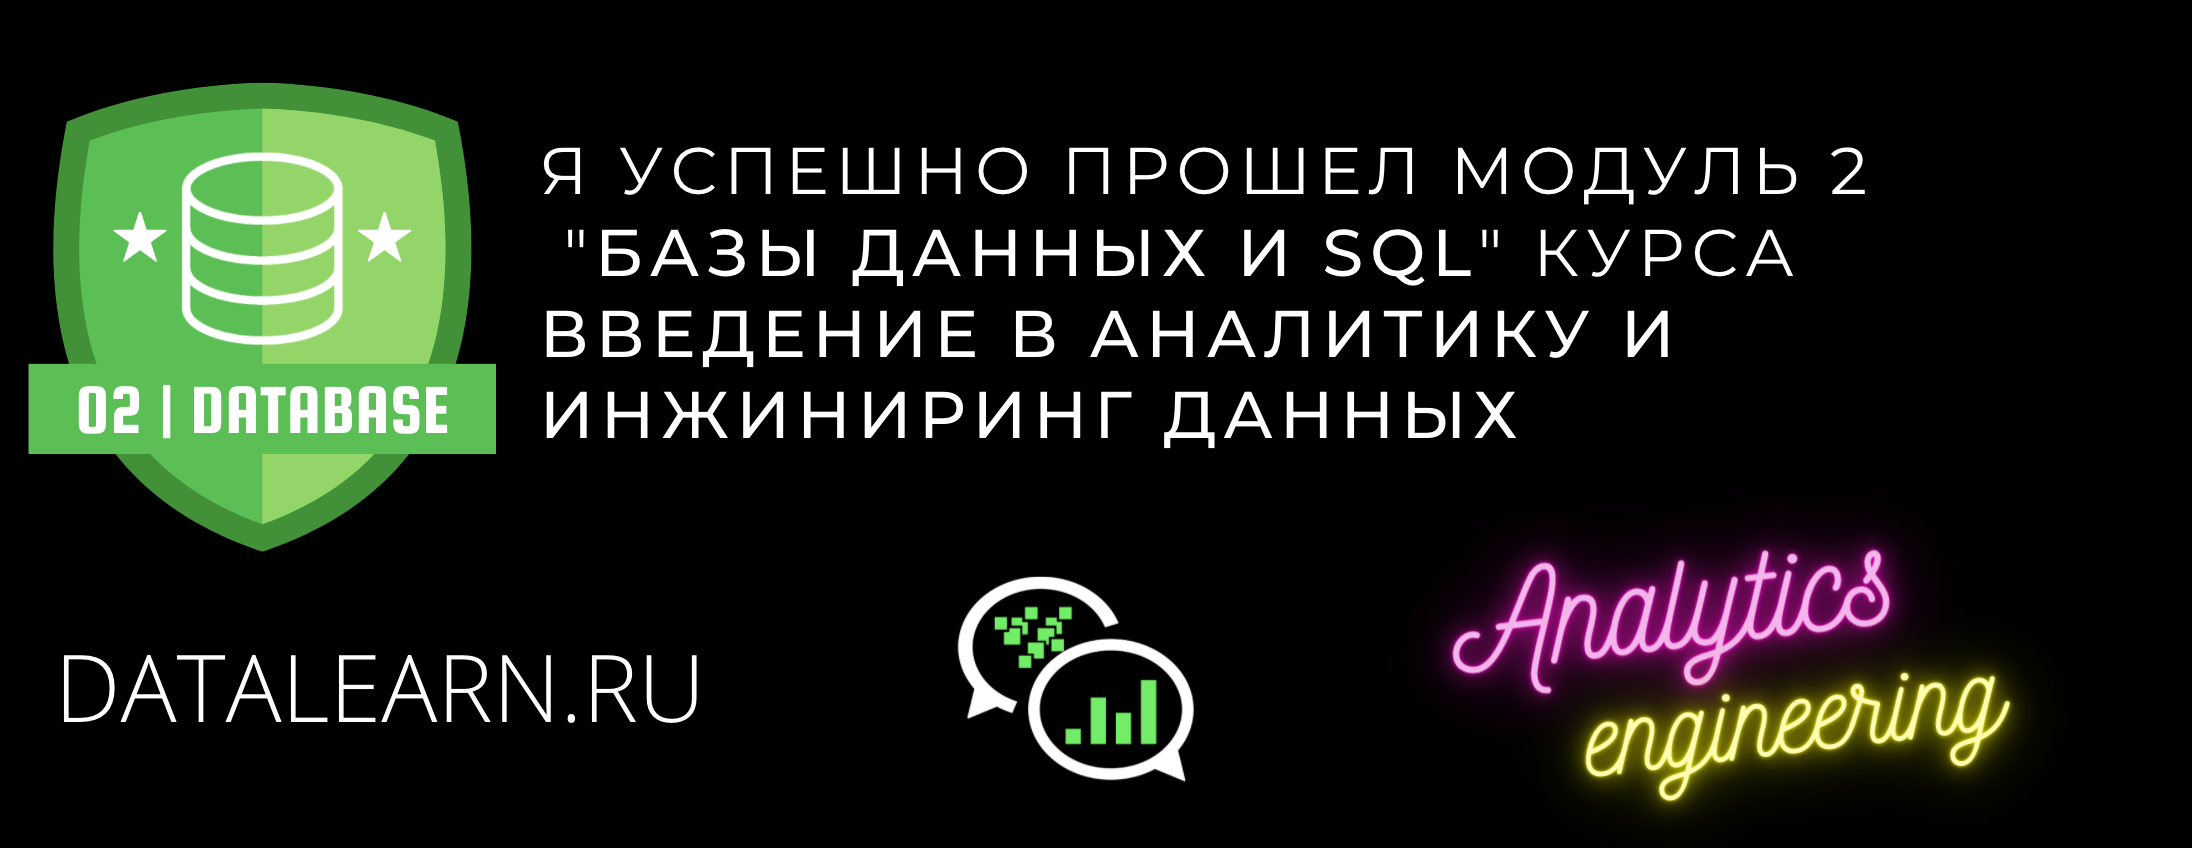 Я УСПЕШНО ПРОШЕЛ МОДУЛЬ 2
"БАЗЫ ДАННЫХ И SQL" КУРСА
ВВЕДЕНИЕ В АНАЛИТИКУ И
ИНЖИНИРИНГ ДАННЫХ
02 | DATABASE
DATALEARN.RU
Analytics
engineering